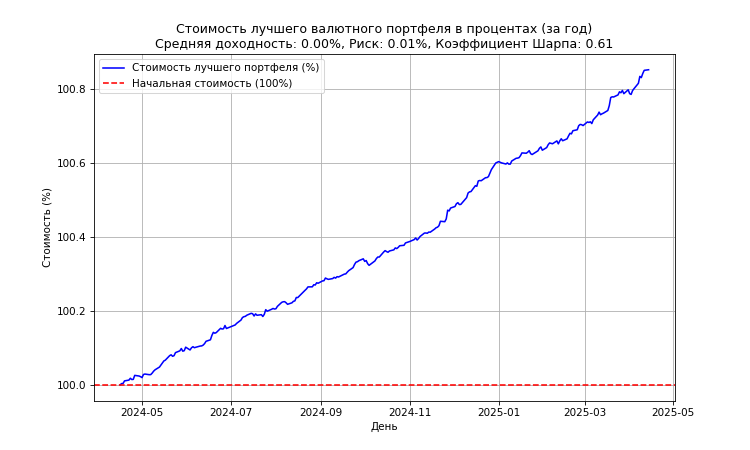 Стоимость лучшего валютного портфеля в процентах (за год)
Средняя доходность: 0.00%, Риск: 0.01%, Коэффициент Шарпа: 0.61
Стоимость лучшего портфеля (%)
Начальная стоимость (100%)
Стоимость (%)
100.8
100.6
100.4
100.2
100.0
2024-05
2024-07
2024-09
2024-11
2025-01
2025-03
2025-05
День